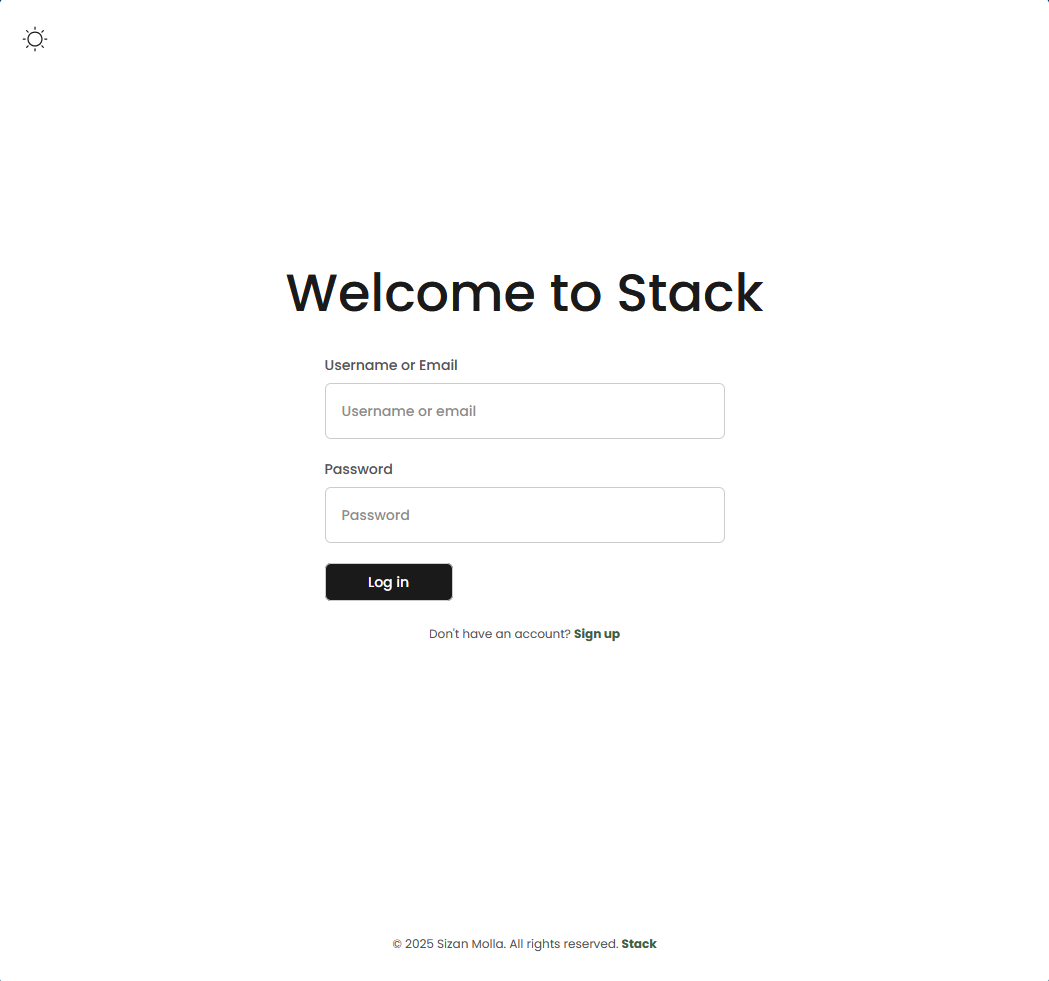 Welcome to Stack
Username or Email
Username or email
Password
Password
Log in
Don't have an account? Sign up
© 2025 Sizan Molla. All rights reserved. Stack